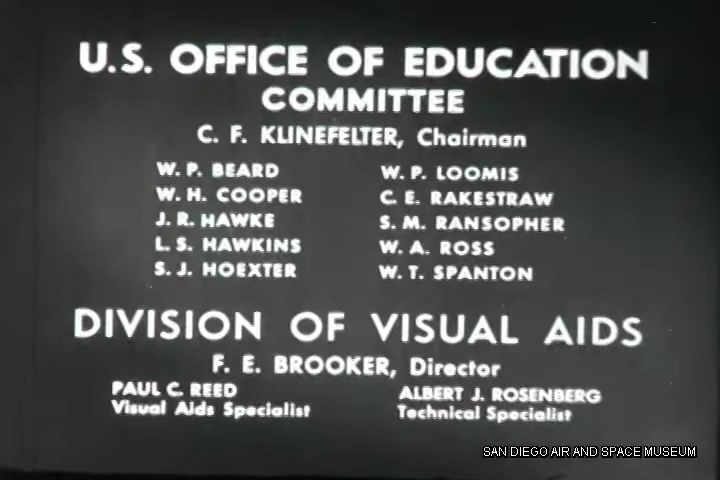 U.S. OFFICE OF EDUCATION
COMMITTEE
C. F. KLINEFELTER, Chairman
W. P. BEARD
W. H. COOPER
J. R. HAWKE
L. S. HAWKINS
S. J. HOEXTER
W. P. LOOMIS
C. E. RAKESTRAW
S. M. RANSOPHER
W. A. ROSS
W. T. SPANTON
DIVISION OF VISUAL AIDS
F. E. BROOKER, Director
PAUL C. REED
Visual Aids Specialist
ALBERT J. ROSENBERG
Technical Specialist
SAN DIEGO AIR AND SPACE MUSEUM